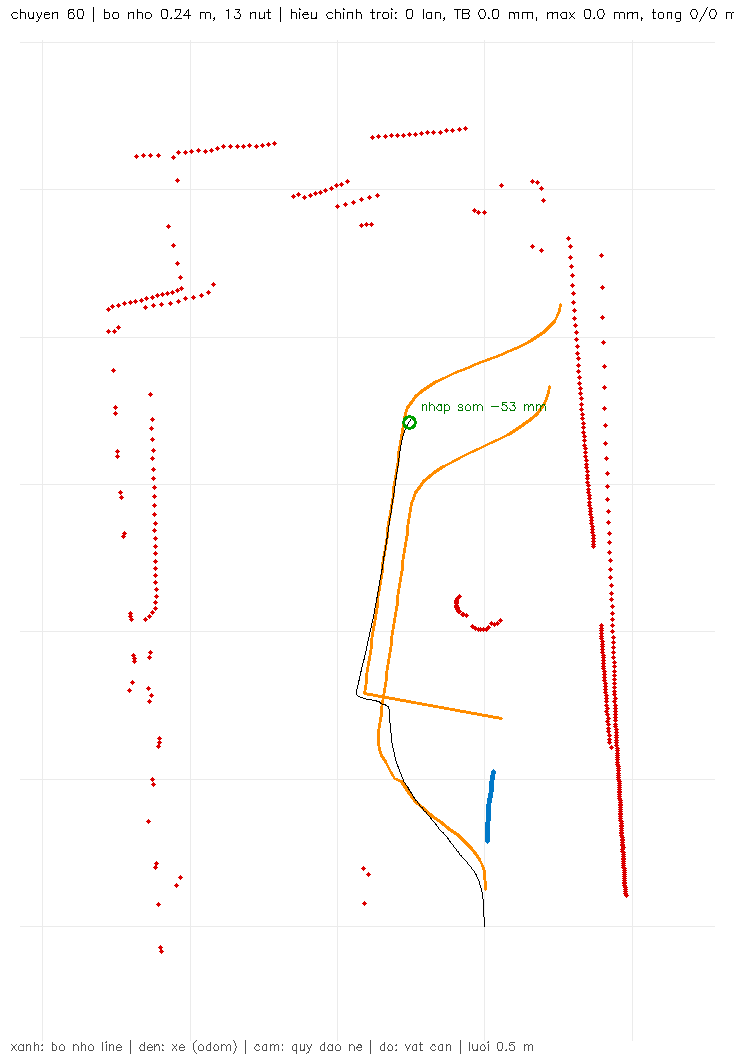 chuyen 60 | bo nho 0.24 m, 13 nut | hieu chinh troi: 0 lan, TB 0.0 mm, max 0.0 mm, tong 0/0 m
nhap som -53 mm
xanh: bo nho line | den: xe (odom) | cam: quy dao ne | do: vat can | luoi 0.5 m